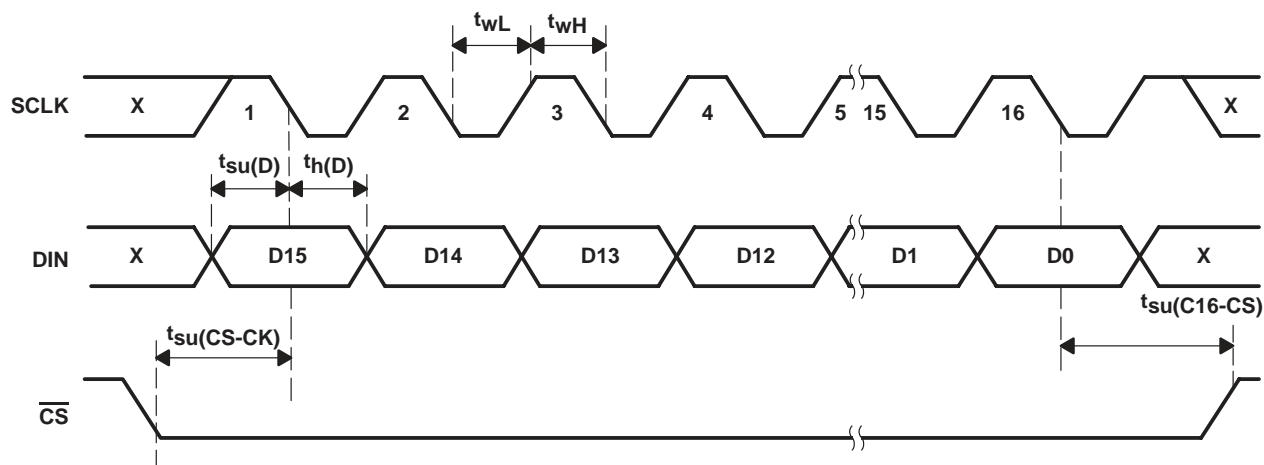 twL twH
SCLK X 1 2 3 4 5 15 16 X
tsu(D) th(D)
DIN X D15 D14 D13 D12 D1 D0 X
tsu(CS-CK) tsu(C16-CS)
CS